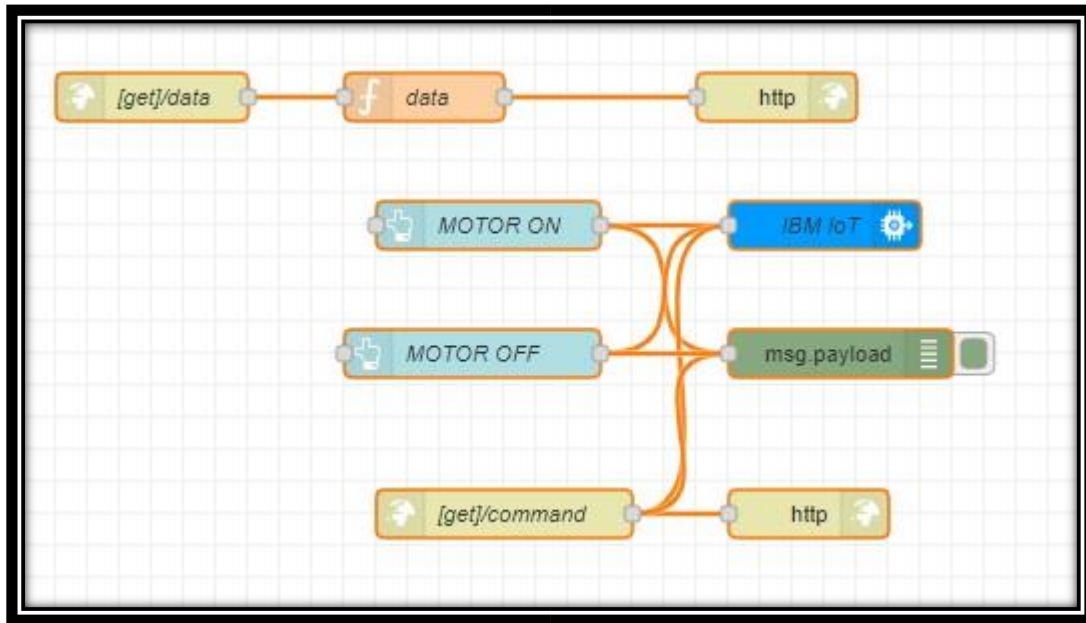 [get]/data
data
http
MOTOR ON
IBM IoT
MOTOR OFF
msg.payload
[get]/command
http